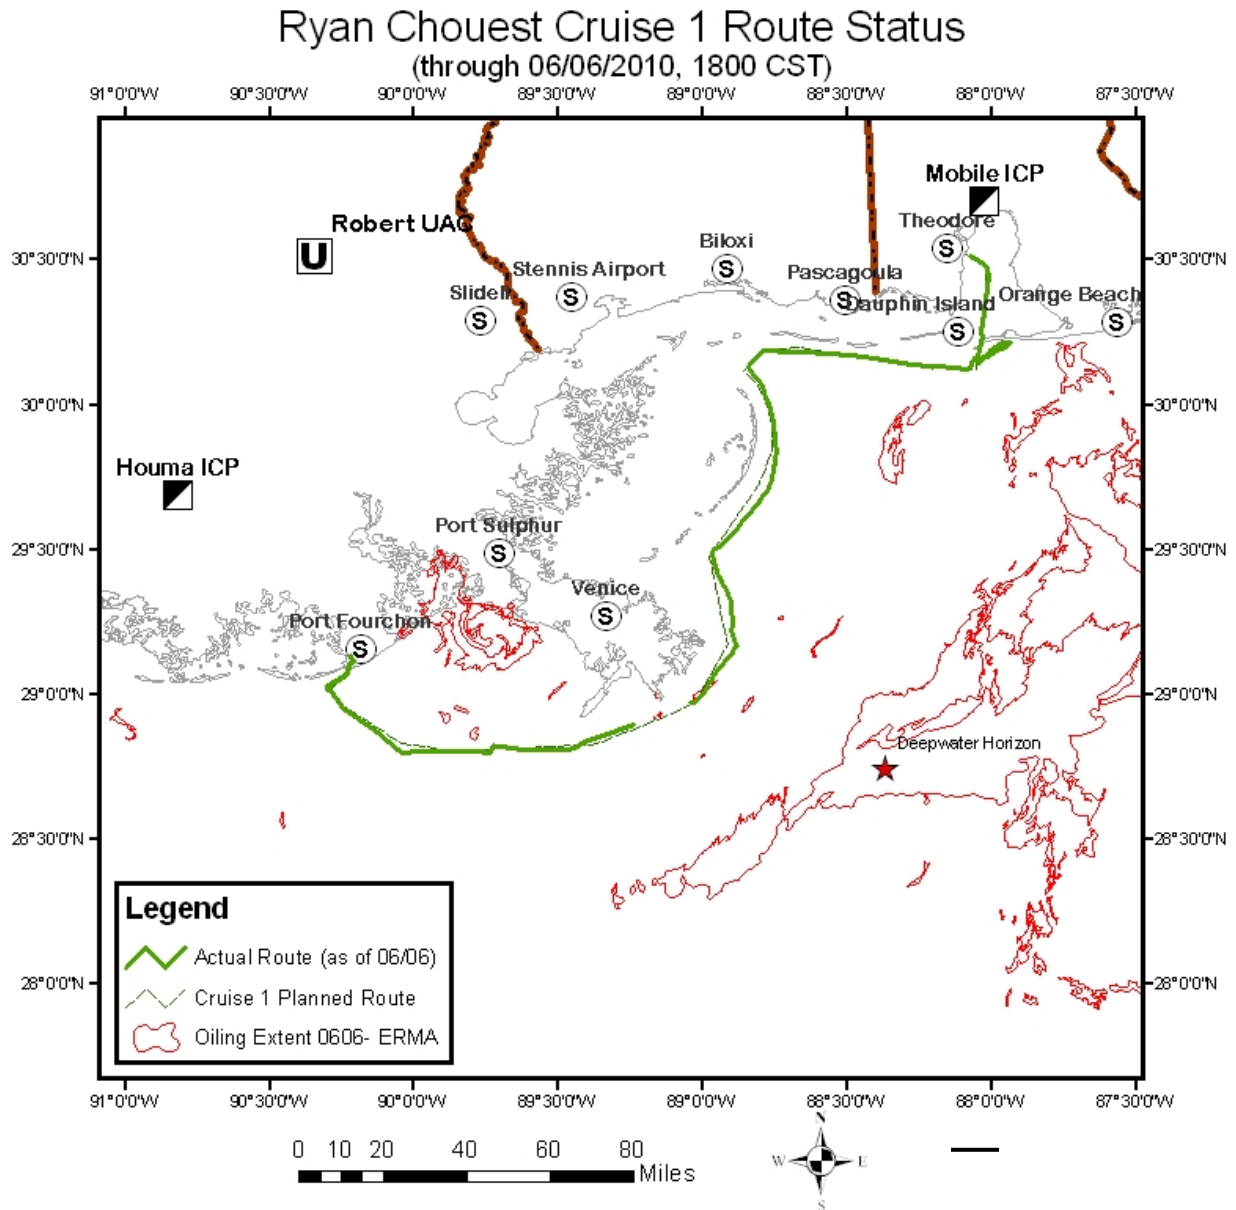 Ryan Chouest Cruise 1 Route Status
(through 06/06/2010, 1800 CST)
91°0'0"W 90°30'0"W 90°0'0"W 89°30'0"W 89°0'0"W 88°30'0"W 88°0'0"W 87°30'0"W
Mobile ICP
Theodore
S
Robert UAC
U
Biloxi
S
30°30'0"N 30°30'0"N
Stennis Airport
S
Pascagoula
S
Slidell
S
Dauphin Island
S
Orange Beach
S
30°0'0"N 30°0'0"N
Houma ICP
Port Sulphur
S
29°30'0"N 29°30'0"N
Venice
S
Port Fourchon
S
29°0'0"N 29°0'0"N
Deepwater Horizon
28°30'0"N 28°30'0"N
Legend
Actual Route (as of 06/06)
Cruise 1 Planned Route
Oiling Extent 0606- ERMA
28°0'0"N 28°0'0"N
91°0'0"W 90°30'0"W 90°0'0"W 89°30'0"W 89°0'0"W 88°30'0"W 88°0'0"W 87°30'0"W
0 10 20 40 60 80
Miles
N
W E
S